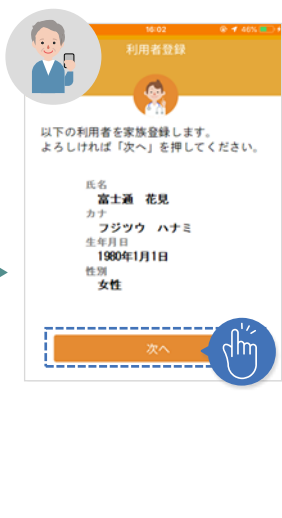 16:02
46%
利用者登録
以下の利用者を家族登録します。
よろしければ「次へ」を押してください。
氏名
富士通 花見
カナ
フジツウ ハナミ
生年月日
1980年1月1日
性別
女性
次へ